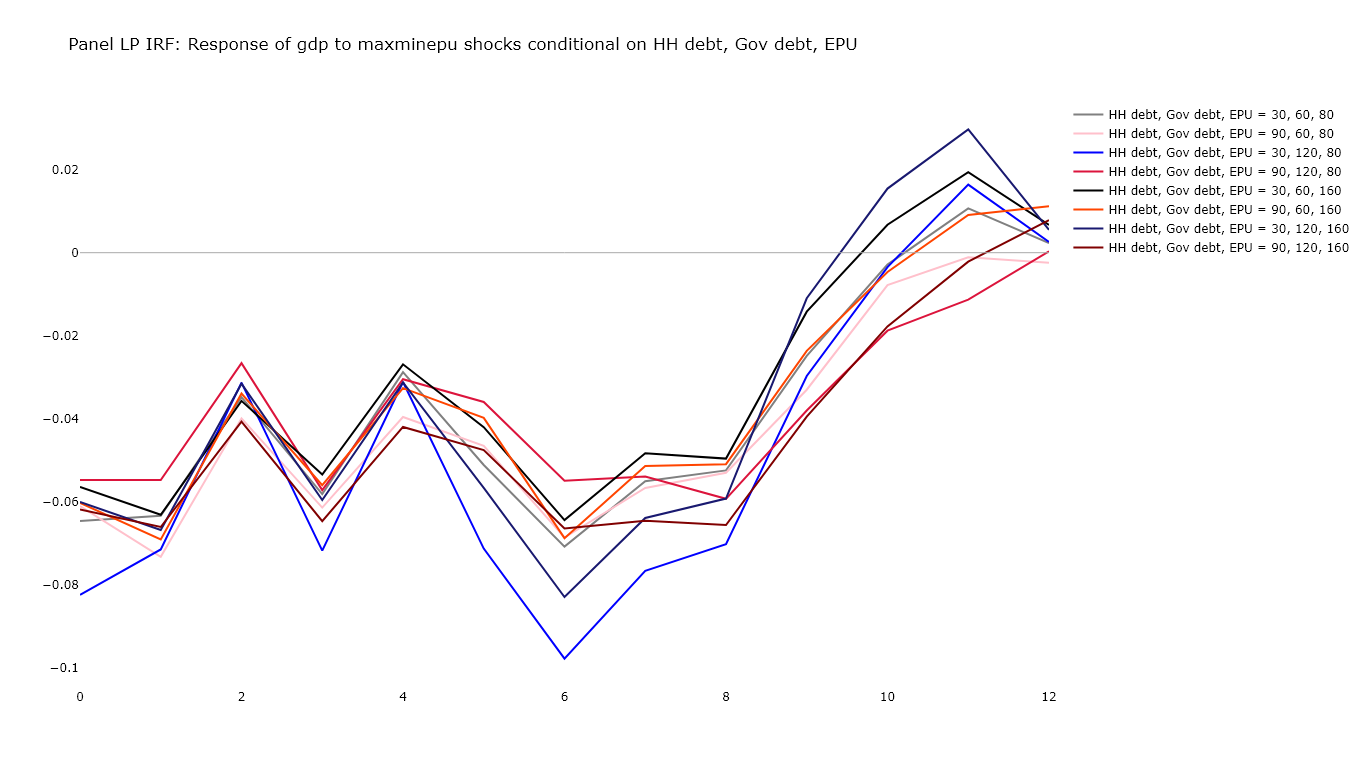 Panel LP IRF: Response of gdp to maxminepu shocks conditional on HH debt, Gov debt, EPU
HH debt, Gov debt, EPU = 30, 60, 80
HH debt, Gov debt, EPU = 90, 60, 80
HH debt, Gov debt, EPU = 30, 120, 80
HH debt, Gov debt, EPU = 90, 120, 80
HH debt, Gov debt, EPU = 30, 60, 160
HH debt, Gov debt, EPU = 90, 60, 160
HH debt, Gov debt, EPU = 30, 120, 160
HH debt, Gov debt, EPU = 90, 120, 160
0.02
0
−0.02
−0.04
−0.06
−0.08
−0.1
0 2 4 6 8 10 12